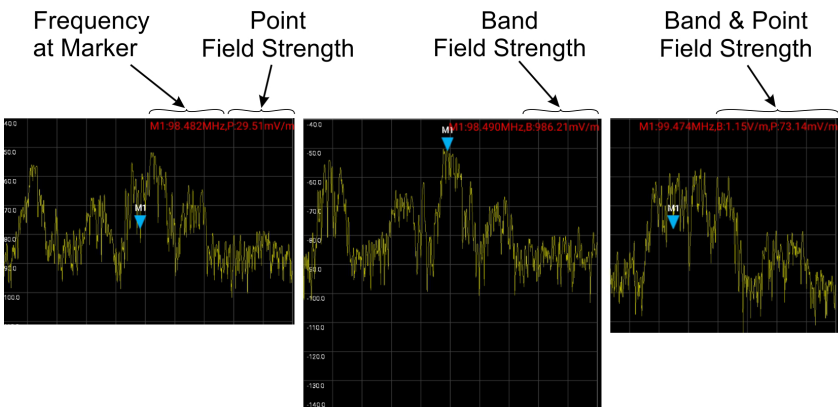 Frequency
at Marker
Point
Field Strength
Band
Field Strength
Band & Point
Field Strength
40.0
M1:98.482MHz,P:29.51mV/m
50.0
60.0
70.0
M1
80.0
90.0
100.0
-40.0
M1
M1:98.490MHz,B:986.21mV/m
-50.0
-60.0
-70.0
-80.0
-90.0
-100.0
-110.0
-120.0
-130.0
-140.0
M1:99.474MHz,B:1.15V/m,P:73.14mV/m
M1